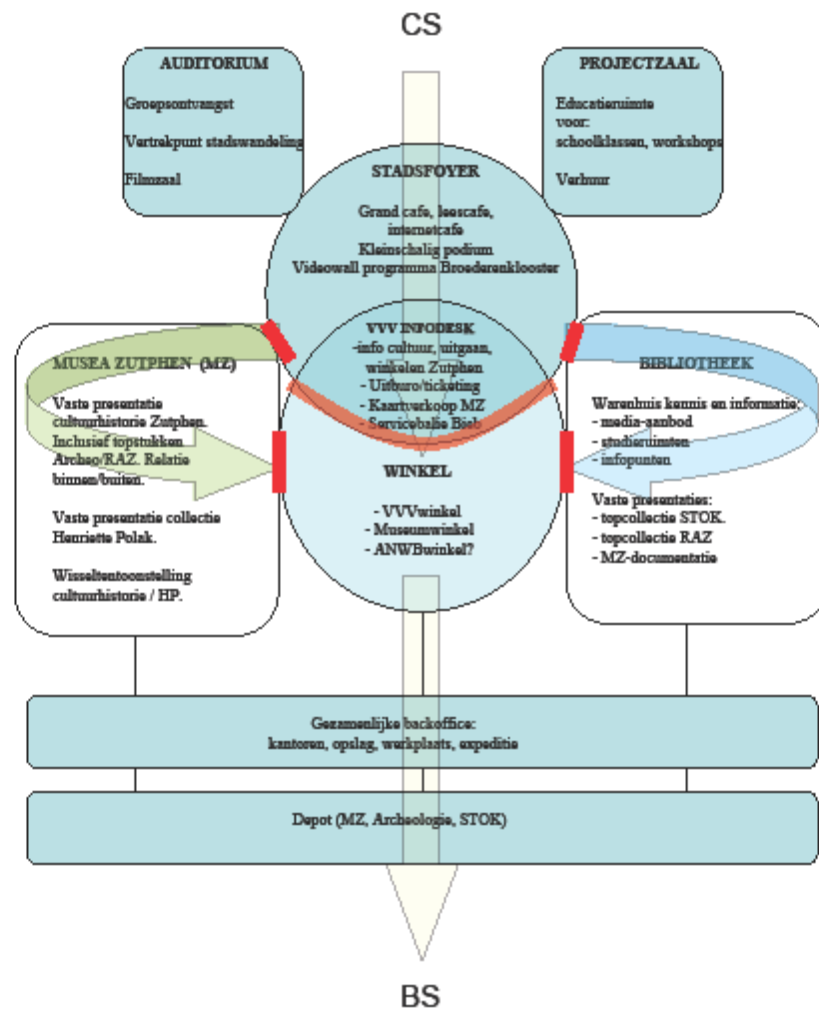 CS
AUDITORIUM
Groepsontvangst
Vertrekpunt stadswandeling
Filmzaal
PROJECTZAAL
Educatieruimte
voor:
schoolklassen, workshops
Verhuur
STADSFOYER
Grand cafe, leescafe,
internetcafe
Kleinschalig podium
Videowall programma Broederenklooster
VVV INFODESK
-info cultuur, uitgaan,
winkelen Zutphen
- Uitburo/ticketing
- Kaartverkoop MZ
- Servicebalie Bieb
MUSEA ZUTPHEN (MZ)
Vaste presentatie
cultuurhistorie Zutphen.
Inclusief topstukken
Archeo/RAZ. Relatie
binnen/buiten.
Vaste presentatie collectie
Henriette Polak.
Wisseltentoonstelling
cultuurhistorie / HP.
BIBLIOTHEEK
Warenhuis kennis en informatie:
- media-aanbod
- studieruimten
- infopunten
Vaste presentaties:
- topcollectie STOK.
- topcollectie RAZ
- MZ-documentatie
WINKEL
- VVVwinkel
- Museumwinkel
- ANWBwinkel?
Gezamenlijke backoffice:
kantoren, opslag, werkplaats, expeditie
Depot (MZ, Archeologie, STOK)
BS